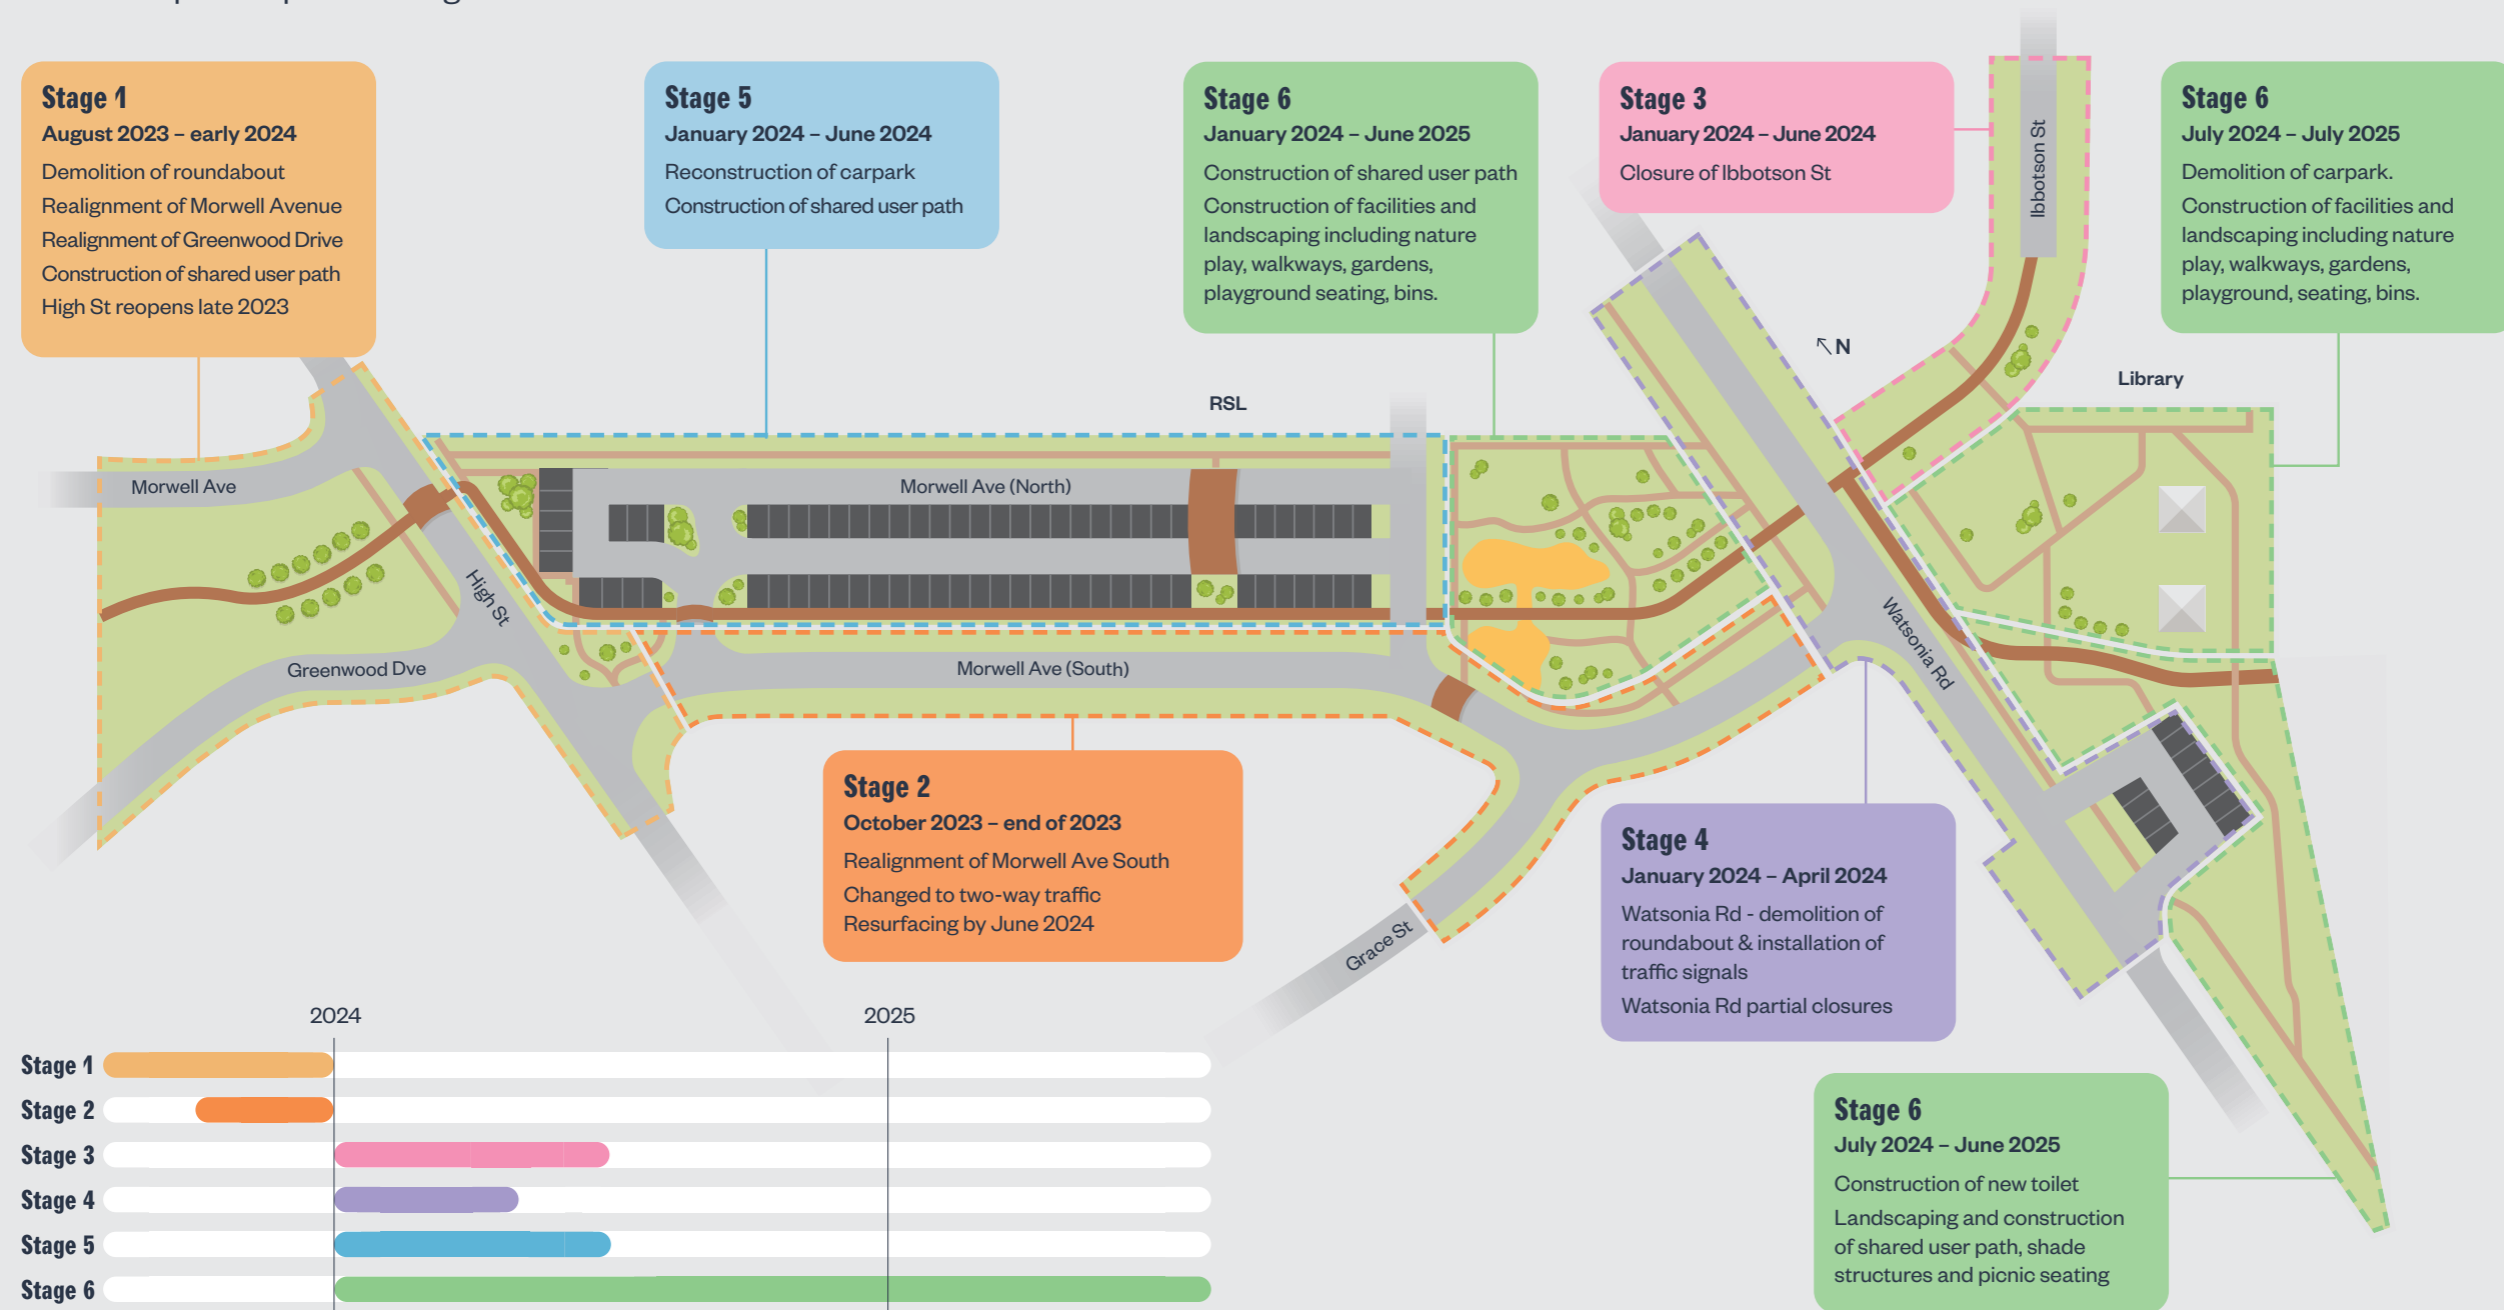 Stage 1
August 2023 – early 2024
Demolition of roundabout
Realignment of Morwell Avenue
Realignment of Greenwood Drive
Construction of shared user path
High St reopens late 2023
Stage 5
January 2024 – June 2024
Reconstruction of carpark
Construction of shared user path
Stage 6
January 2024 – June 2025
Construction of shared user path
Construction of facilities and
landscaping including nature
play, walkways, gardens,
playground seating, bins.
Stage 3
January 2024 – June 2024
Closure of Ibbotson St
Ibbotson St
Stage 6
July 2024 – July 2025
Demolition of carpark.
Construction of facilities and
landscaping including nature
play, walkways, gardens,
playground, seating, bins.
N
Library
RSL
Morwell Ave
Morwell Ave (North)
High St
Greenwood Dve
Morwell Ave (South)
Watsonia Rd
Grace St
Stage 2
October 2023 – end of 2023
Realignment of Morwell Ave South
Changed to two-way traffic
Resurfacing by June 2024
Stage 4
January 2024 – April 2024
Watsonia Rd - demolition of
roundabout & installation of
traffic signals
Watsonia Rd partial closures
Stage 6
July 2024 – June 2025
Construction of new toilet
Landscaping and construction
of shared user path, shade
structures and picnic seating
2024
2025
Stage 1
Stage 2
Stage 3
Stage 4
Stage 5
Stage 6